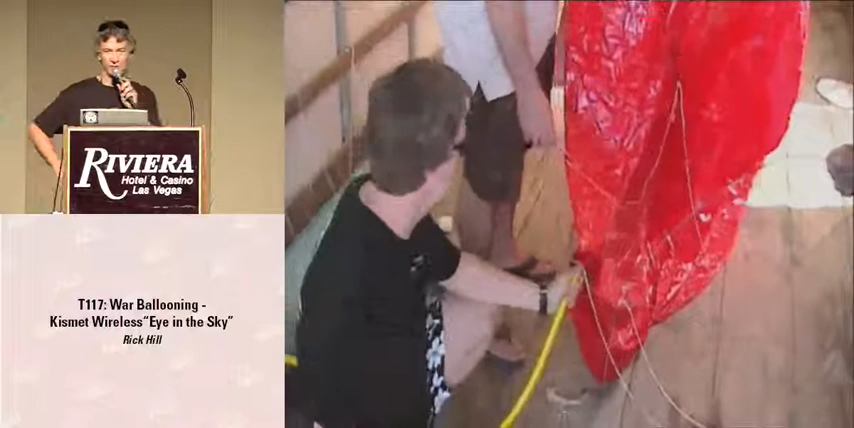 RIVIERA
Hotel & Casino
Las Vegas
T117: War Ballooning -
Kismet Wireless“Eye in the Sky”
Rick Hill